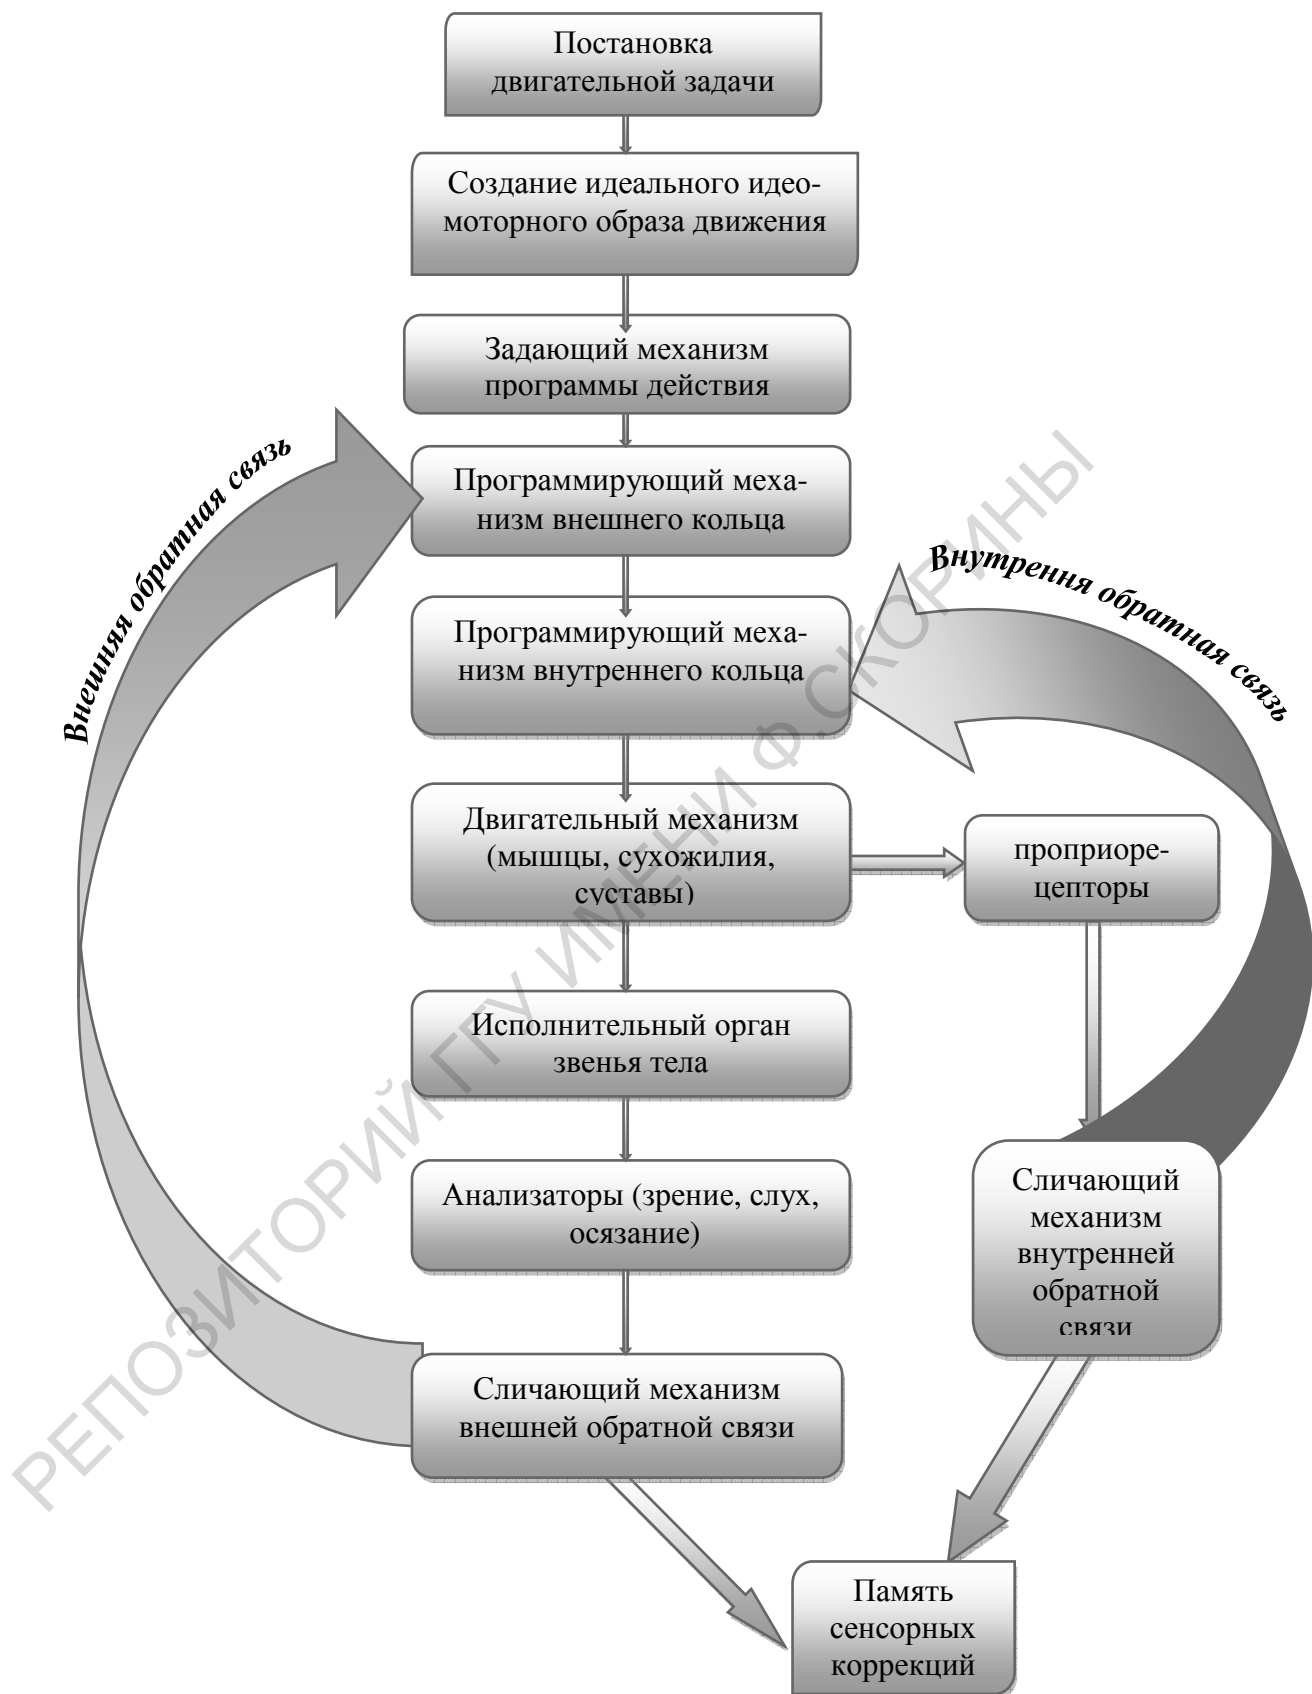 Постановка
двигательной задачи
Создание идеального идео-
моторного образа движения
Задающий механизм
программы действия
Внешняя обратная связь
Программирующий меха-
низм внешнего кольца
Внутрення обратная связь
Программирующий меха-
низм внутреннего кольца
Двигательный механизм
(мышцы, сухожилия,
суставы)
проприоре-
цепторы
Исполнительный орган
звенья тела
Анализаторы (зрение, слух,
осязание)
Сличающий
механизм
внутренней
обратной
связи
Сличающий механизм
внешней обратной связи
Память
сенсорных
коррекций
РЕПОЗИТОРИЙ ГГУ ИМЕНИ Ф.СКОРИНЫ